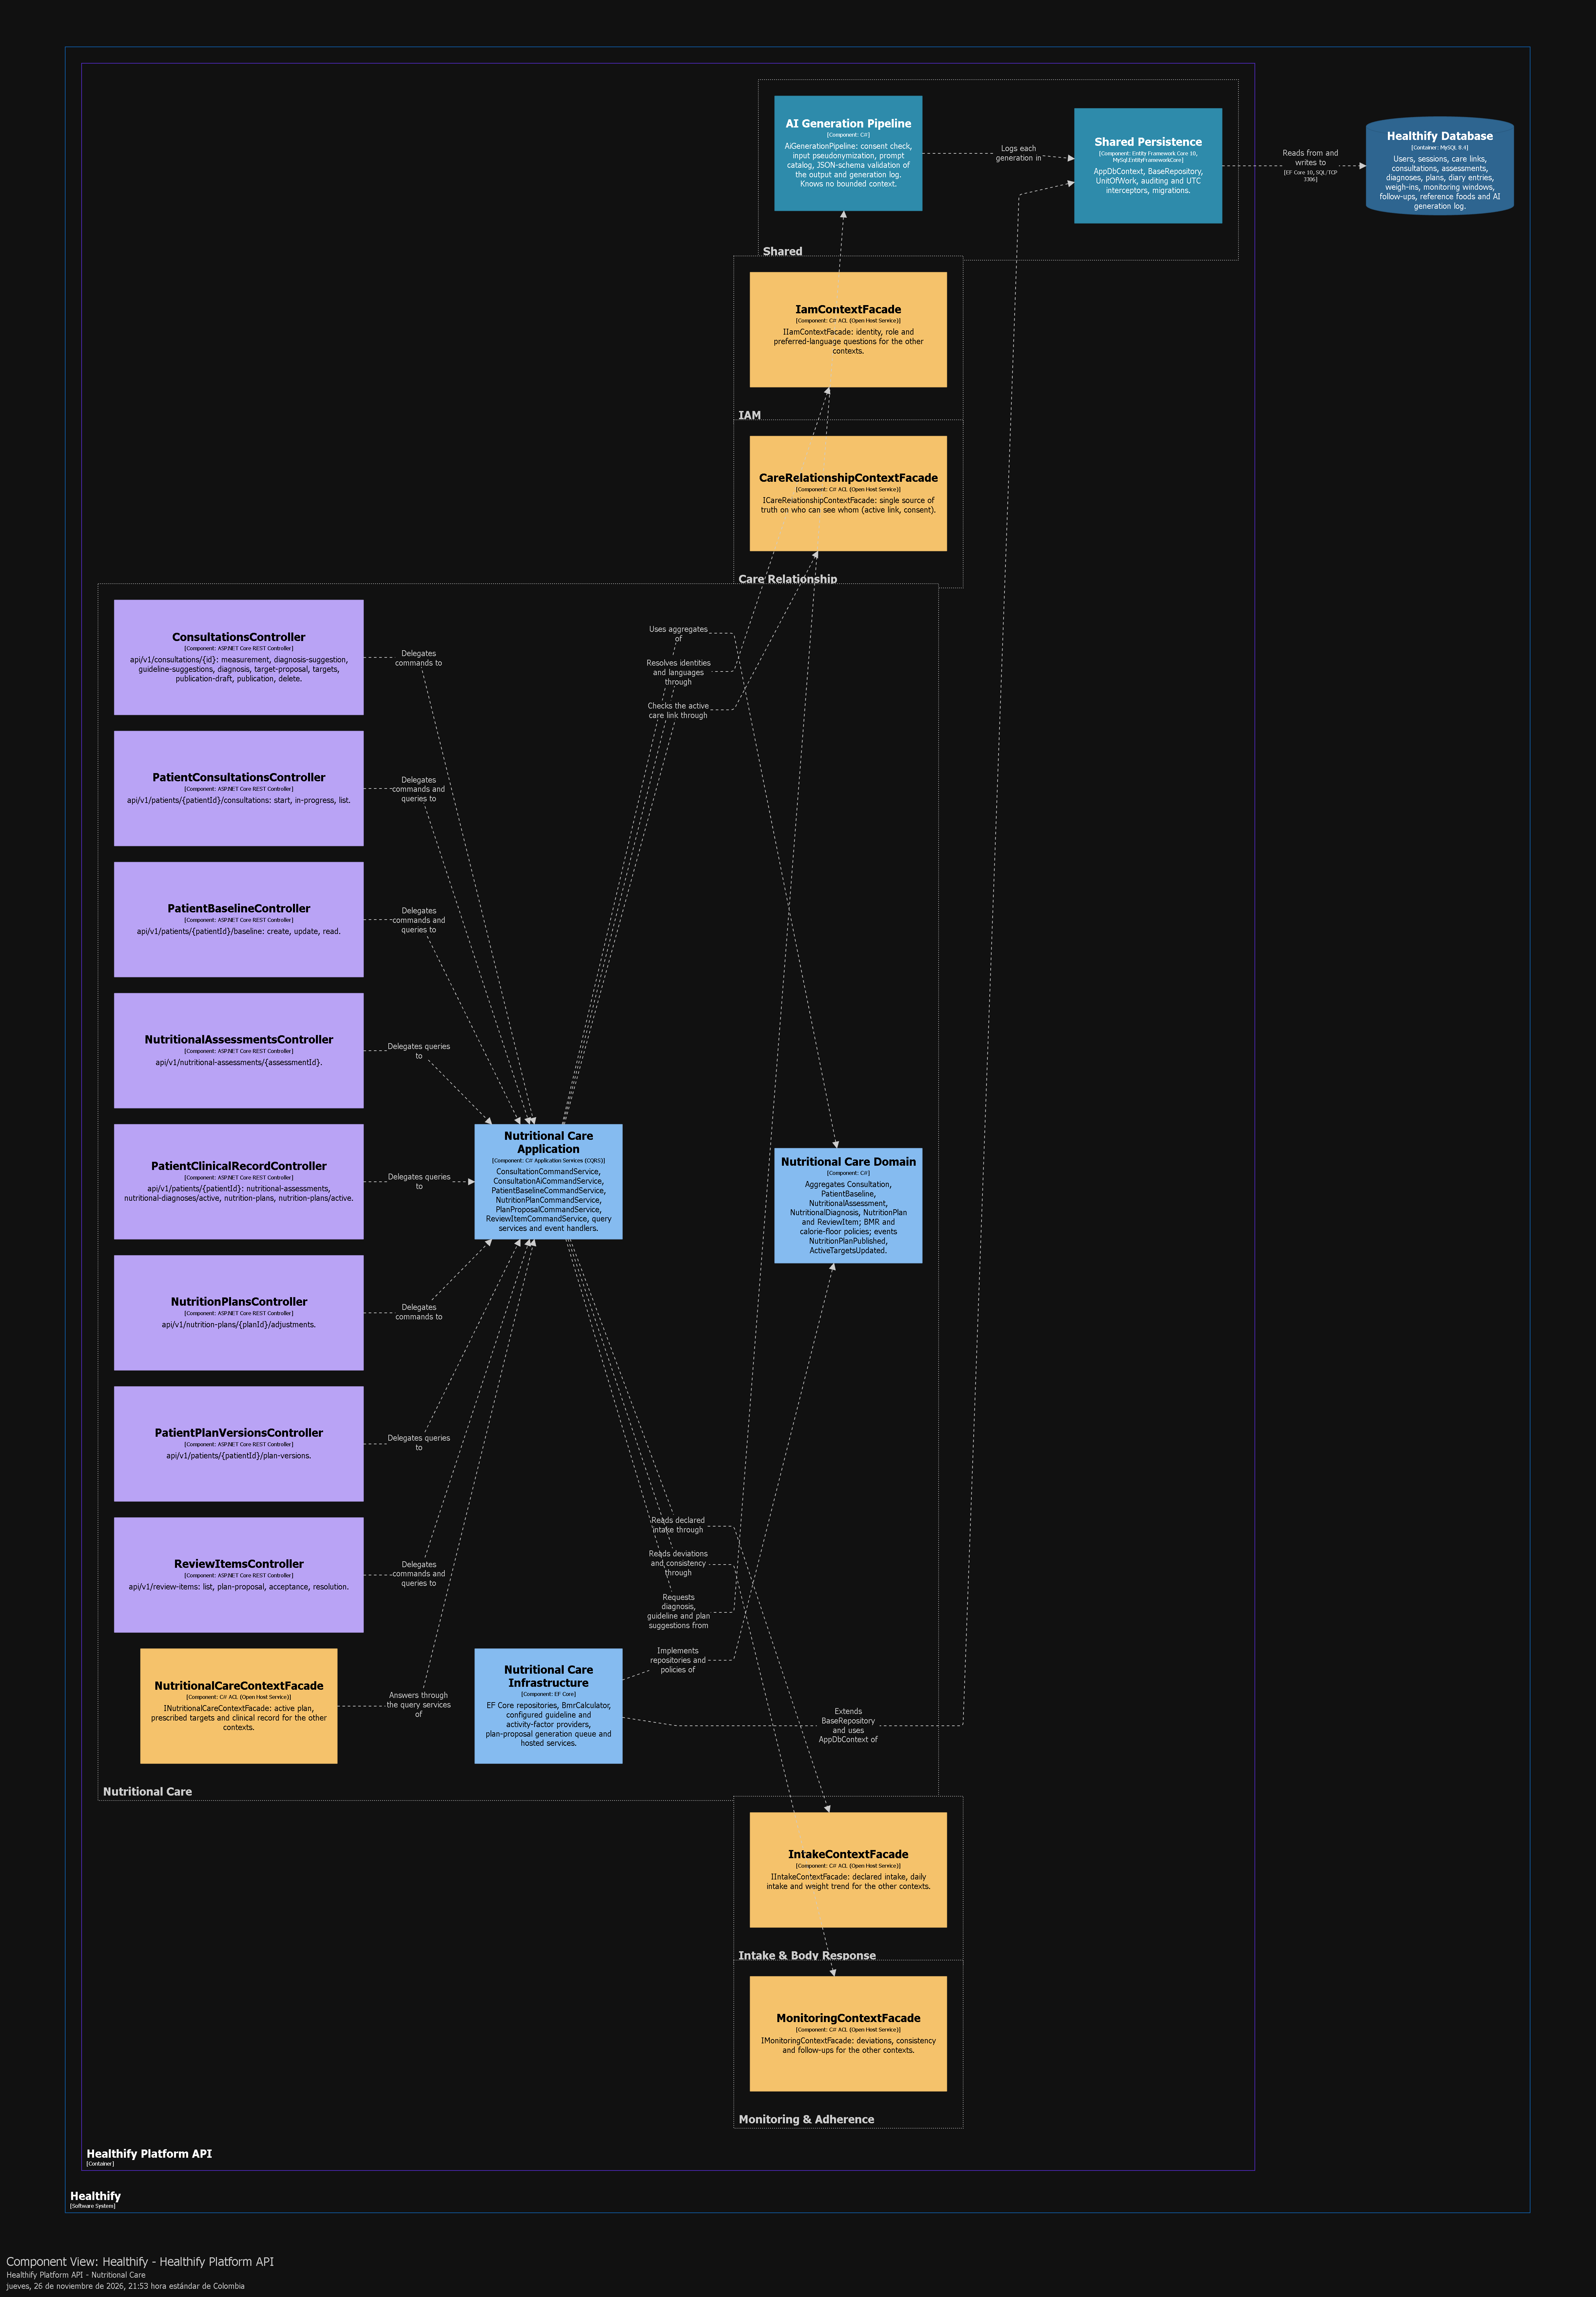 AI Generation Pipeline
[Component: C#]
AiGenerationPipeline: consent check,
input pseudonymization, prompt
catalog, JSON-schema validation of
the output and generation log.
Knows no bounded context.
Logs each
generation in
Shared Persistence
[Component: Entity Framework Core 10,
MySql.EntityFrameworkCore]
AppDbContext, BaseRepository,
UnitOfWork, auditing and UTC
interceptors, migrations.
Reads from and
writes to
[EF Core 10, SQL/TCP
3306]
Healthify Database
[Container: MySQL 8.4]
Users, sessions, care links,
consultations, assessments,
diagnoses, plans, diary entries,
weigh-ins, monitoring windows,
follow-ups, reference foods and AI
generation log.
Shared
IamContextFacade
[Component: C# ACL (Open Host Service)]
IIamContextFacade: identity, role and
preferred-language questions for the other
contexts.
IAM
CareRelationshipContextFacade
[Component: C# ACL (Open Host Service)]
ICareRelationshipContextFacade: single source of
truth on who can see whom (active link, consent).
Care Relationship
ConsultationsController
[Component: ASP.NET Core REST Controller]
api/v1/consultations/{id}: measurement, diagnosis-suggestion,
guideline-suggestions, diagnosis, target-proposal, targets,
publication-draft, publication, delete.
Delegates
commands to
Uses aggregates
of
Resolves identities
and languages
through
Checks the active
care link through
PatientConsultationsController
[Component: ASP.NET Core REST Controller]
api/v1/patients/{patientId}/consultations: start, in-progress, list.
Delegates
commands and
queries to
PatientBaselineController
[Component: ASP.NET Core REST Controller]
api/v1/patients/{patientId}/baseline: create, update, read.
Delegates
commands and
queries to
NutritionalAssessmentsController
[Component: ASP.NET Core REST Controller]
api/v1/nutritional-assessments/{assessmentId}.
Delegates queries
to
PatientClinicalRecordController
[Component: ASP.NET Core REST Controller]
api/v1/patients/{patientId}: nutritional-assessments,
nutritional-diagnoses/active, nutrition-plans, nutrition-plans/active.
Delegates queries
to
Nutritional Care
Application
[Component: C# Application Services (CQRS)]
ConsultationCommandService,
ConsultationAiCommandService,
PatientBaselineCommandService,
NutritionPlanCommandService,
PlanProposalCommandService,
ReviewItemCommandService, query
services and event handlers.
Nutritional Care Domain
[Component: C#]
Aggregates Consultation,
PatientBaseline,
NutritionalAssessment,
NutritionalDiagnosis, NutritionPlan
and ReviewItem; BMR and
calorie-floor policies; events
NutritionPlanPublished,
ActiveTargetsUpdated.
NutritionPlansController
[Component: ASP.NET Core REST Controller]
api/v1/nutrition-plans/{planId}/adjustments.
Delegates
commands to
PatientPlanVersionsController
[Component: ASP.NET Core REST Controller]
api/v1/patients/{patientId}/plan-versions.
Delegates queries
to
ReviewItemsController
[Component: ASP.NET Core REST Controller]
api/v1/review-items: list, plan-proposal, acceptance, resolution.
Delegates
commands and
queries to
Reads declared
intake through
Reads deviations
and consistency
through
Requests
diagnosis,
guideline and plan
suggestions from
Implements
repositories and
policies of
NutritionalCareContextFacade
[Component: C# ACL (Open Host Service)]
INutritionalCareContextFacade: active plan,
prescribed targets and clinical record for the other
contexts.
Answers through
the query services
of
Nutritional Care
Infrastructure
[Component: EF Core]
EF Core repositories, BmrCalculator,
configured guideline and
activity-factor providers,
plan-proposal generation queue and
hosted services.
Extends
BaseRepository
and uses
AppDbContext of
Nutritional Care
IntakeContextFacade
[Component: C# ACL (Open Host Service)]
IIntakeContextFacade: declared intake, daily
intake and weight trend for the other contexts.
Intake & Body Response
MonitoringContextFacade
[Component: C# ACL (Open Host Service)]
IMonitoringContextFacade: deviations, consistency
and follow-ups for the other contexts.
Monitoring & Adherence
Healthify Platform API
[Container]
Healthify
[Software System]
Component View: Healthify - Healthify Platform API
Healthify Platform API - Nutritional Care
jueves, 26 de noviembre de 2026, 21:53 hora estándar de Colombia